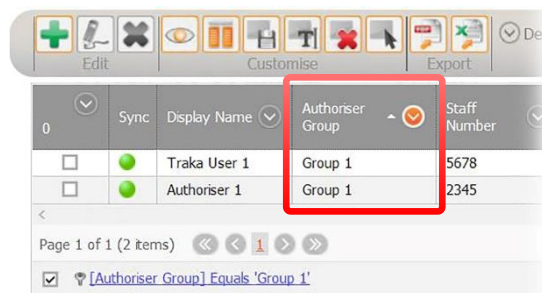 Edit
Customise
Export
De
0
Sync
Display Name
Authoriser Group
Staff Number
Traka User 1
Group 1
5678
Authoriser 1
Group 1
2345
Page 1 of 1 (2 items)
1
[Authoriser Group] Equals 'Group 1'